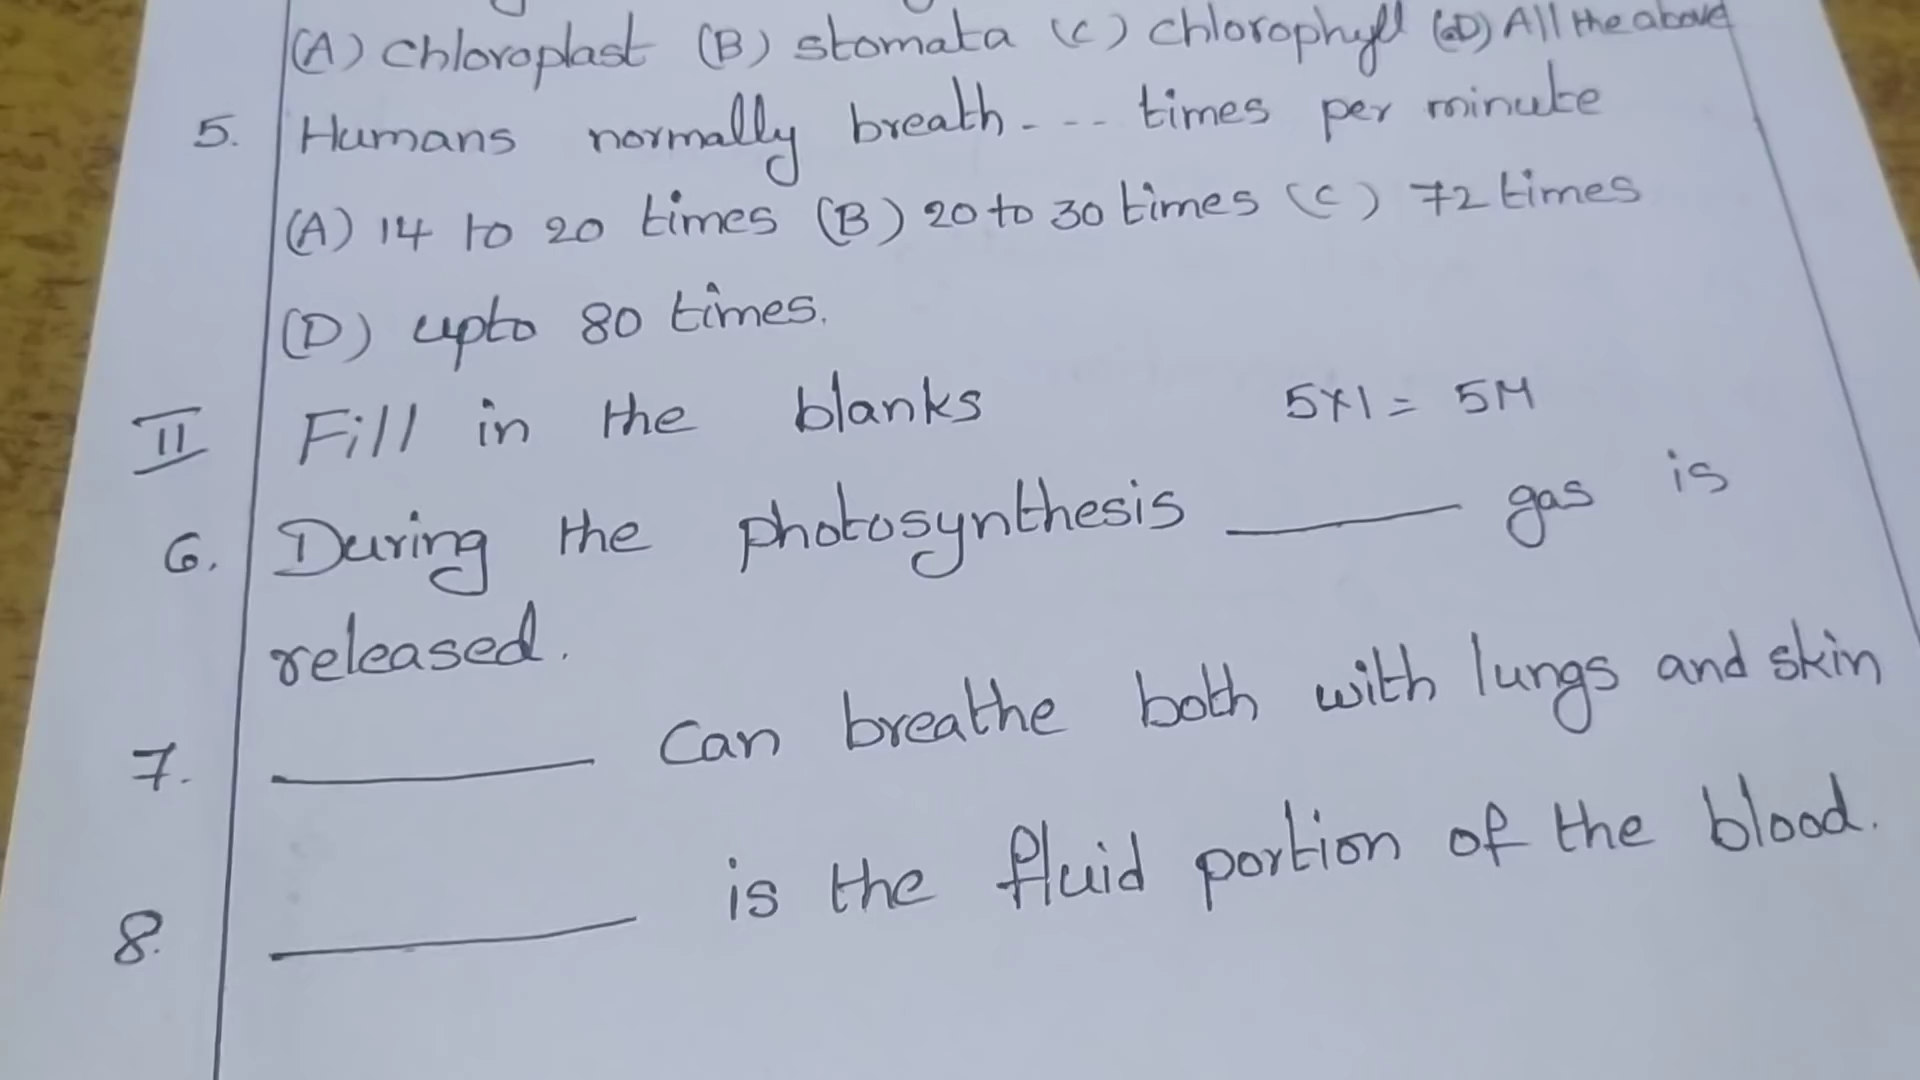 (A) chloroplast (B) stomata (c) chlorophyll (D) All the above
5. Humans normally breath --- times per minute
(A) 14 to 20 times (B) 20 to 30 times (c) 72 times
(D) upto 80 times.
II Fill in the blanks 5x1= 5M
6. During the photosynthesis ______ gas is
released.
7. ______ can breathe both with lungs and skin
8. ______ is the fluid portion of the blood.